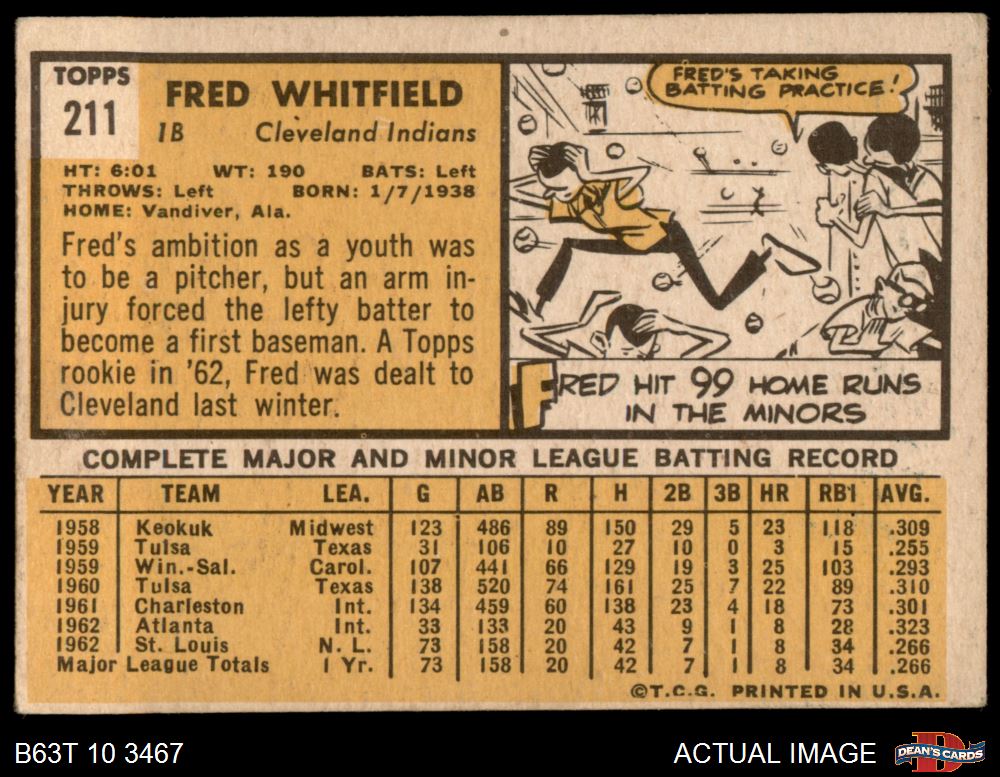 TOPPS
211
FRED WHITFIELD
1B Cleveland Indians
HT: 6:01 WT: 190 BATS: Left
THROWS: Left BORN: 1/7/1938
HOME: Vandiver, Ala.
Fred's ambition as a youth was
to be a pitcher, but an arm in-
jury forced the lefty batter to
become a first baseman. A Topps
rookie in '62, Fred was dealt to
Cleveland last winter.
FRED'S TAKING
BATTING PRACTICE!
FRED HIT 99 HOME RUNS
IN THE MINORS
COMPLETE MAJOR AND MINOR LEAGUE BATTING RECORD
YEAR TEAM LEA. G AB R H 2B 3B HR RBI AVG.
1958 Keokuk Midwest 123 486 89 150 29 5 23 118 .309
1959 Tulsa Texas 31 106 10 27 10 0 3 15 .255
1959 Win.-Sal. Carol. 107 441 66 129 19 3 25 103 .293
1960 Tulsa Texas 138 520 74 161 25 7 22 89 .310
1961 Charleston Int. 134 459 60 138 23 4 18 73 .301
1962 Atlanta Int. 33 133 20 43 9 1 8 28 .323
1962 St. Louis N. L. 73 158 20 42 7 1 8 34 .266
Major League Totals 1 Yr. 73 158 20 42 7 1 8 34 .266
©T.C.G. PRINTED IN U.S.A.
B63T 10 3467
ACTUAL IMAGE
DEAN'S CARDS